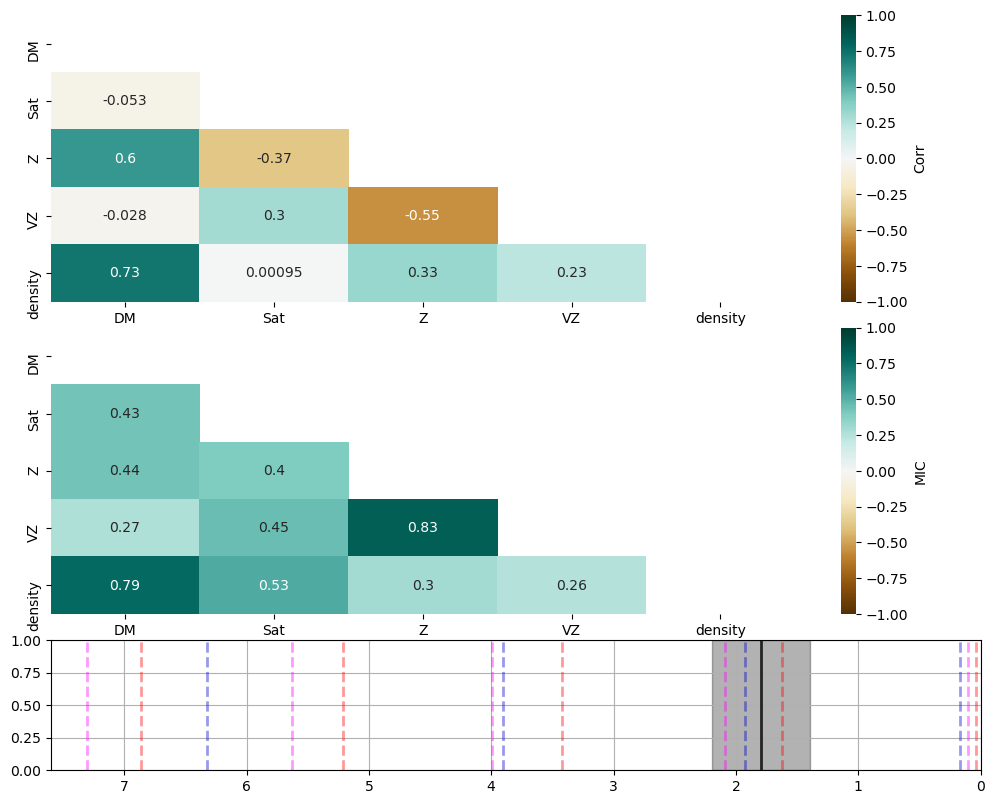 DM
Sat -0.053
Z 0.6 -0.37
VZ -0.028 0.3 -0.55
density 0.73 0.00095 0.33 0.23
DM Sat Z VZ density
1.00
0.75
0.50
0.25
0.00
−0.25
−0.50
−0.75
−1.00
Corr
DM
Sat 0.43
Z 0.44 0.4
VZ 0.27 0.45 0.83
density 0.79 0.53 0.3 0.26
DM Sat Z VZ density
1.00
0.75
0.50
0.25
0.00
−0.25
−0.50
−0.75
−1.00
MIC
1.00
0.75
0.50
0.25
0.00
7 6 5 4 3 2 1 0